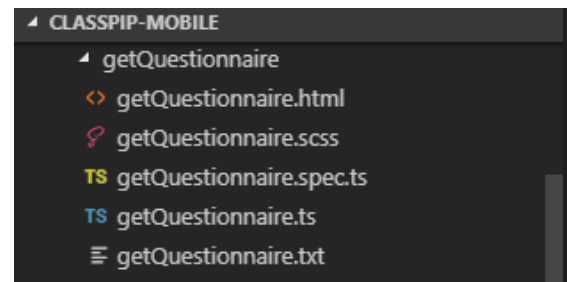 CLASSPIP-MOBILE
getQuestionnaire
<> getQuestionnaire.html
getQuestionnaire.scss
TS getQuestionnaire.spec.ts
TS getQuestionnaire.ts
getQuestionnaire.txt